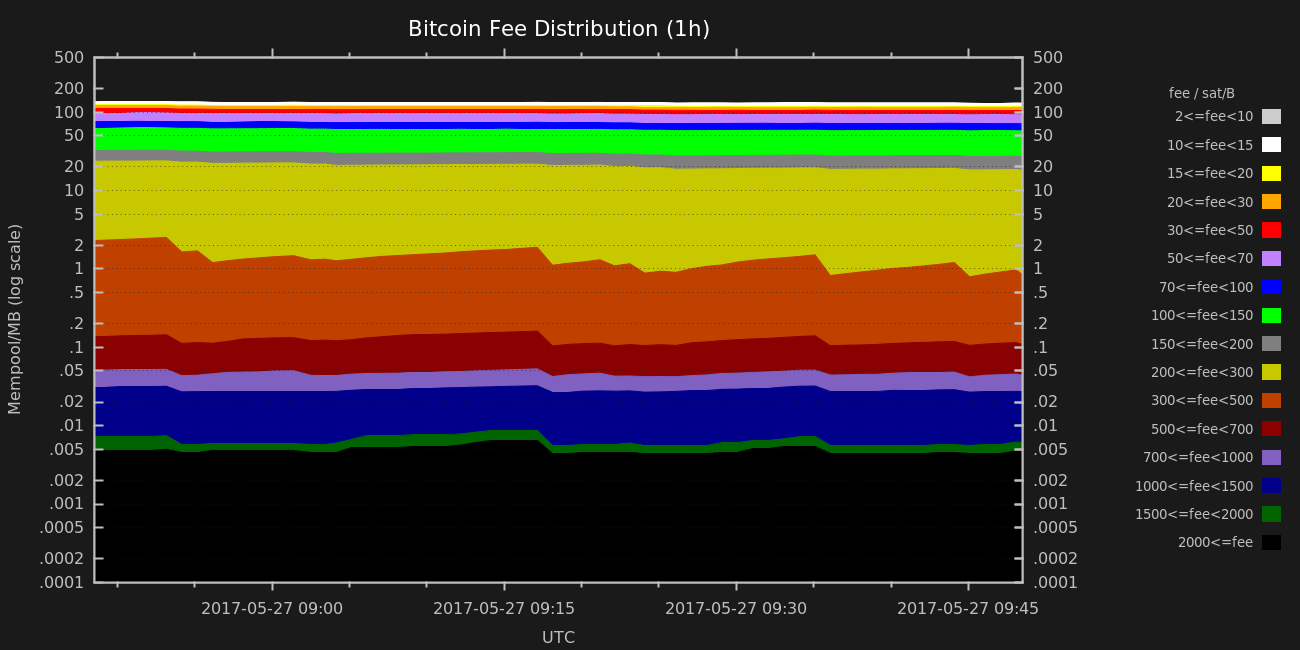 Bitcoin Fee Distribution (1h)
Mempool/MB (log scale)
500
200
100
50
20
10
5
2
1
.5
.2
.1
.05
.02
.01
.005
.002
.001
.0005
.0002
.0001
500
200
100
50
20
10
5
2
1
.5
.2
.1
.05
.02
.01
.005
.002
.001
.0005
.0002
.0001
2017-05-27 09:00
2017-05-27 09:15
2017-05-27 09:30
2017-05-27 09:45
UTC
fee / sat/B
2<=fee<10
10<=fee<15
15<=fee<20
20<=fee<30
30<=fee<50
50<=fee<70
70<=fee<100
100<=fee<150
150<=fee<200
200<=fee<300
300<=fee<500
500<=fee<700
700<=fee<1000
1000<=fee<1500
1500<=fee<2000
2000<=fee